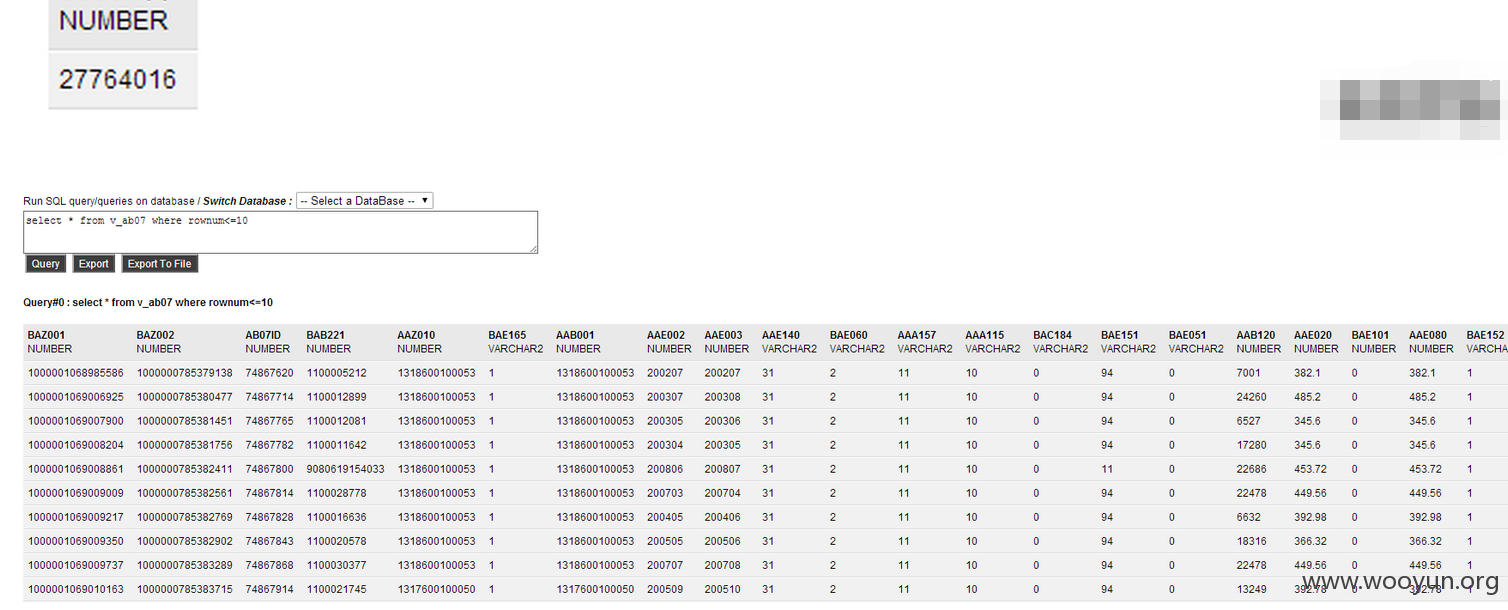 NUMBER
27764016
Run SQL query/queries on database / Switch Database : -- Select a DataBase --
select * from v_ab07 where rownum<=10
Query Export Export To File
Query#0 : select * from v_ab07 where rownum<=10
BAZ001 BAZ002 AB07ID BAB221 AAZ010 BAE165 AAB001 AAE002 AAE003 AAE140 BAE060 AAA157 AAA115 BAC184 BAE151 BAE051 AAB120 AAE020 BAE101 AAE080 BAE152
NUMBER NUMBER NUMBER NUMBER NUMBER VARCHAR2 NUMBER NUMBER NUMBER VARCHAR2 VARCHAR2 VARCHAR2 VARCHAR2 VARCHAR2 VARCHAR2 VARCHAR2 NUMBER NUMBER NUMBER NUMBER VARCHA
1000001068985586 1000000785379138 74867620 1100005212 1318600100053 1 1318600100053 200207 200207 31 2 11 10 0 94 0 7001 382.1 0 382.1 1
1000001069006925 1000000785380477 74867714 1100012899 1318600100053 1 1318600100053 200307 200308 31 2 11 10 0 94 0 24260 485.2 0 485.2 1
1000001069007900 1000000785381451 74867765 1100012081 1318600100053 1 1318600100053 200305 200306 31 2 11 10 0 94 0 6527 345.6 0 345.6 1
1000001069008204 1000000785381756 74867782 1100011642 1318600100053 1 1318600100053 200304 200305 31 2 11 10 0 94 0 17280 345.6 0 345.6 1
1000001069008861 1000000785382411 74867800 9080619154033 1318600100053 1 1318600100053 200806 200807 31 2 11 10 0 11 0 22686 453.72 0 453.72 1
1000001069009009 1000000785382561 74867814 1100028778 1318600100053 1 1318600100053 200703 200704 31 2 11 10 0 94 0 22478 449.56 0 449.56 1
1000001069009217 1000000785382769 74867828 1100016636 1318600100053 1 1318600100053 200405 200406 31 2 11 10 0 94 0 6632 392.98 0 392.98 1
1000001069009350 1000000785382902 74867843 1100020578 1318600100053 1 1318600100053 200505 200506 31 2 11 10 0 94 0 18316 366.32 0 366.32 1
1000001069009737 1000000785383289 74867868 1100030377 1318600100053 1 1318600100053 200707 200708 31 2 11 10 0 94 0 22478 449.56 0 449.56 1
1000001069010163 1000000785383715 74867914 1100021745 1317600100050 1 1317600100050 200509 200510 31 2 11 10 0 94 0 13249 392.78 0 392.78 1
www.wooyun.org